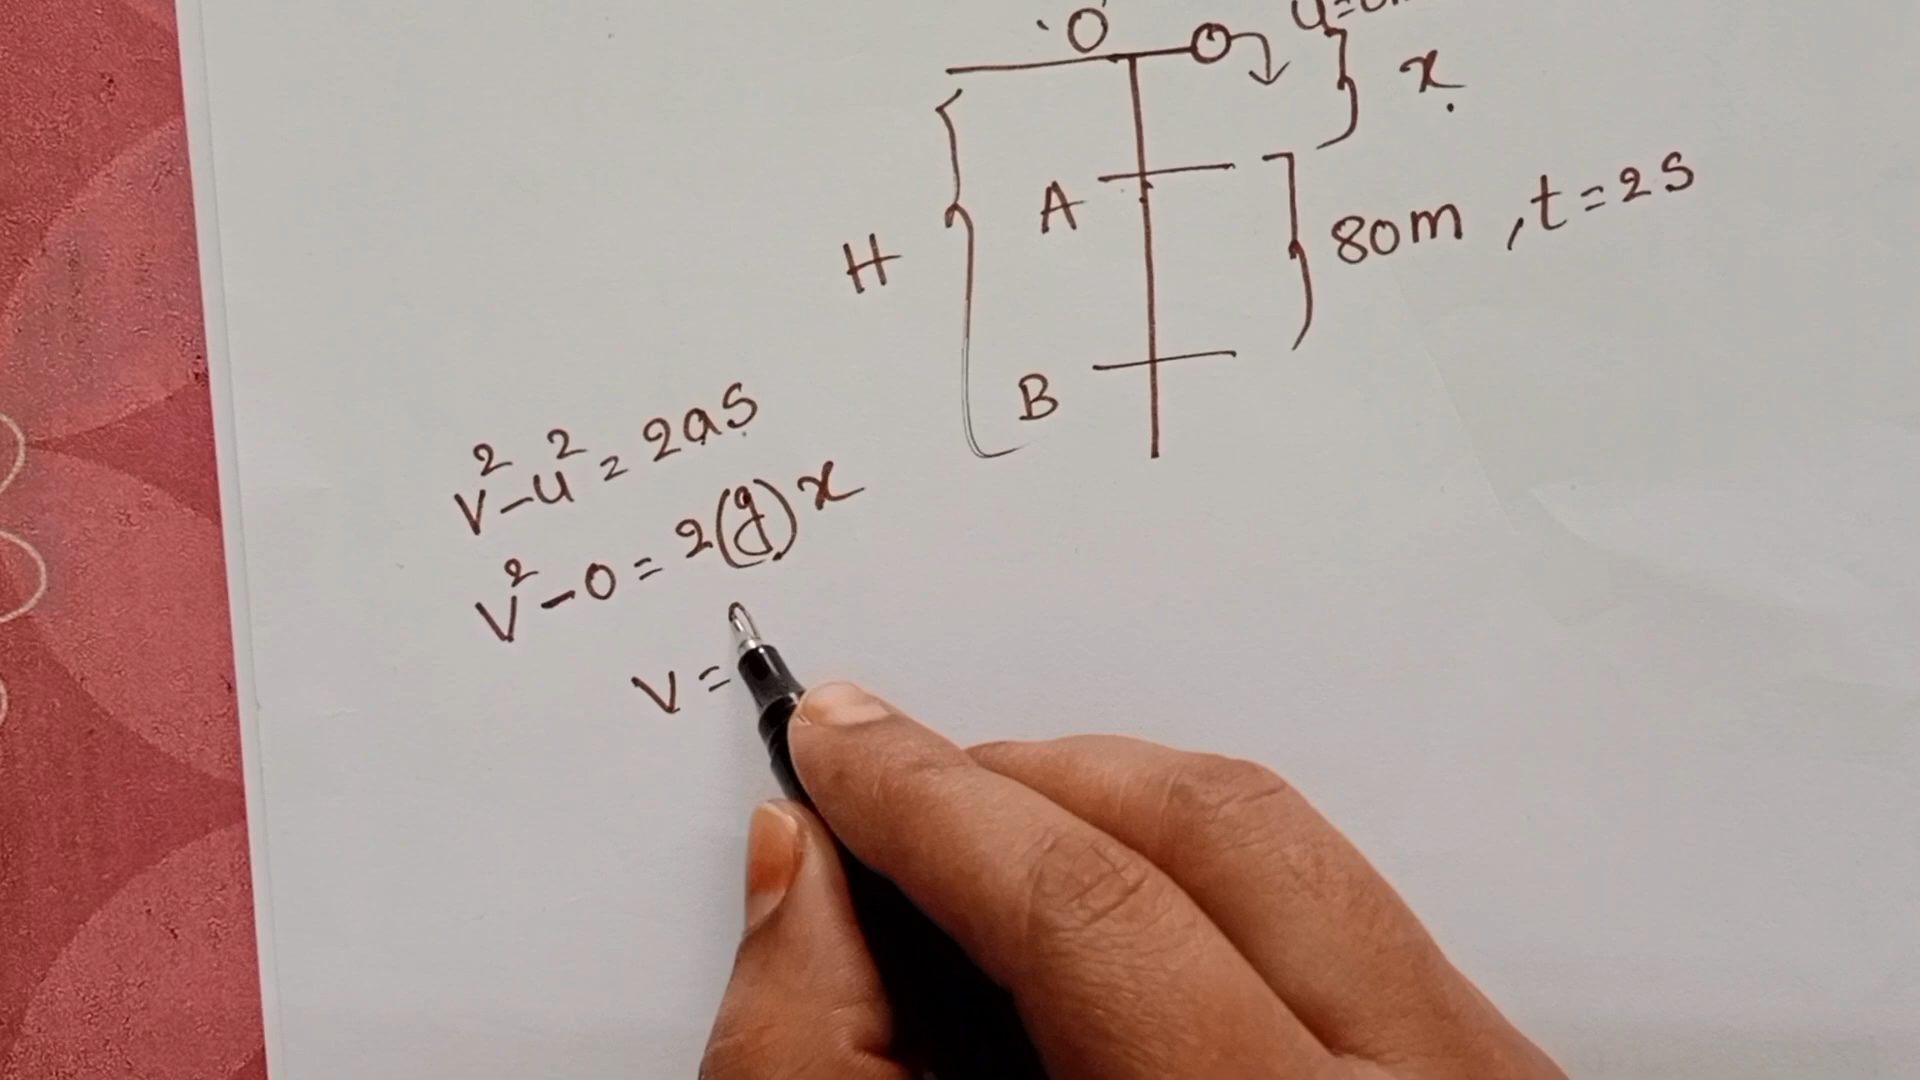 O
x
A
80m , t=2s
H
B
v²-u²=2as
v²-0=2(g)x
v=